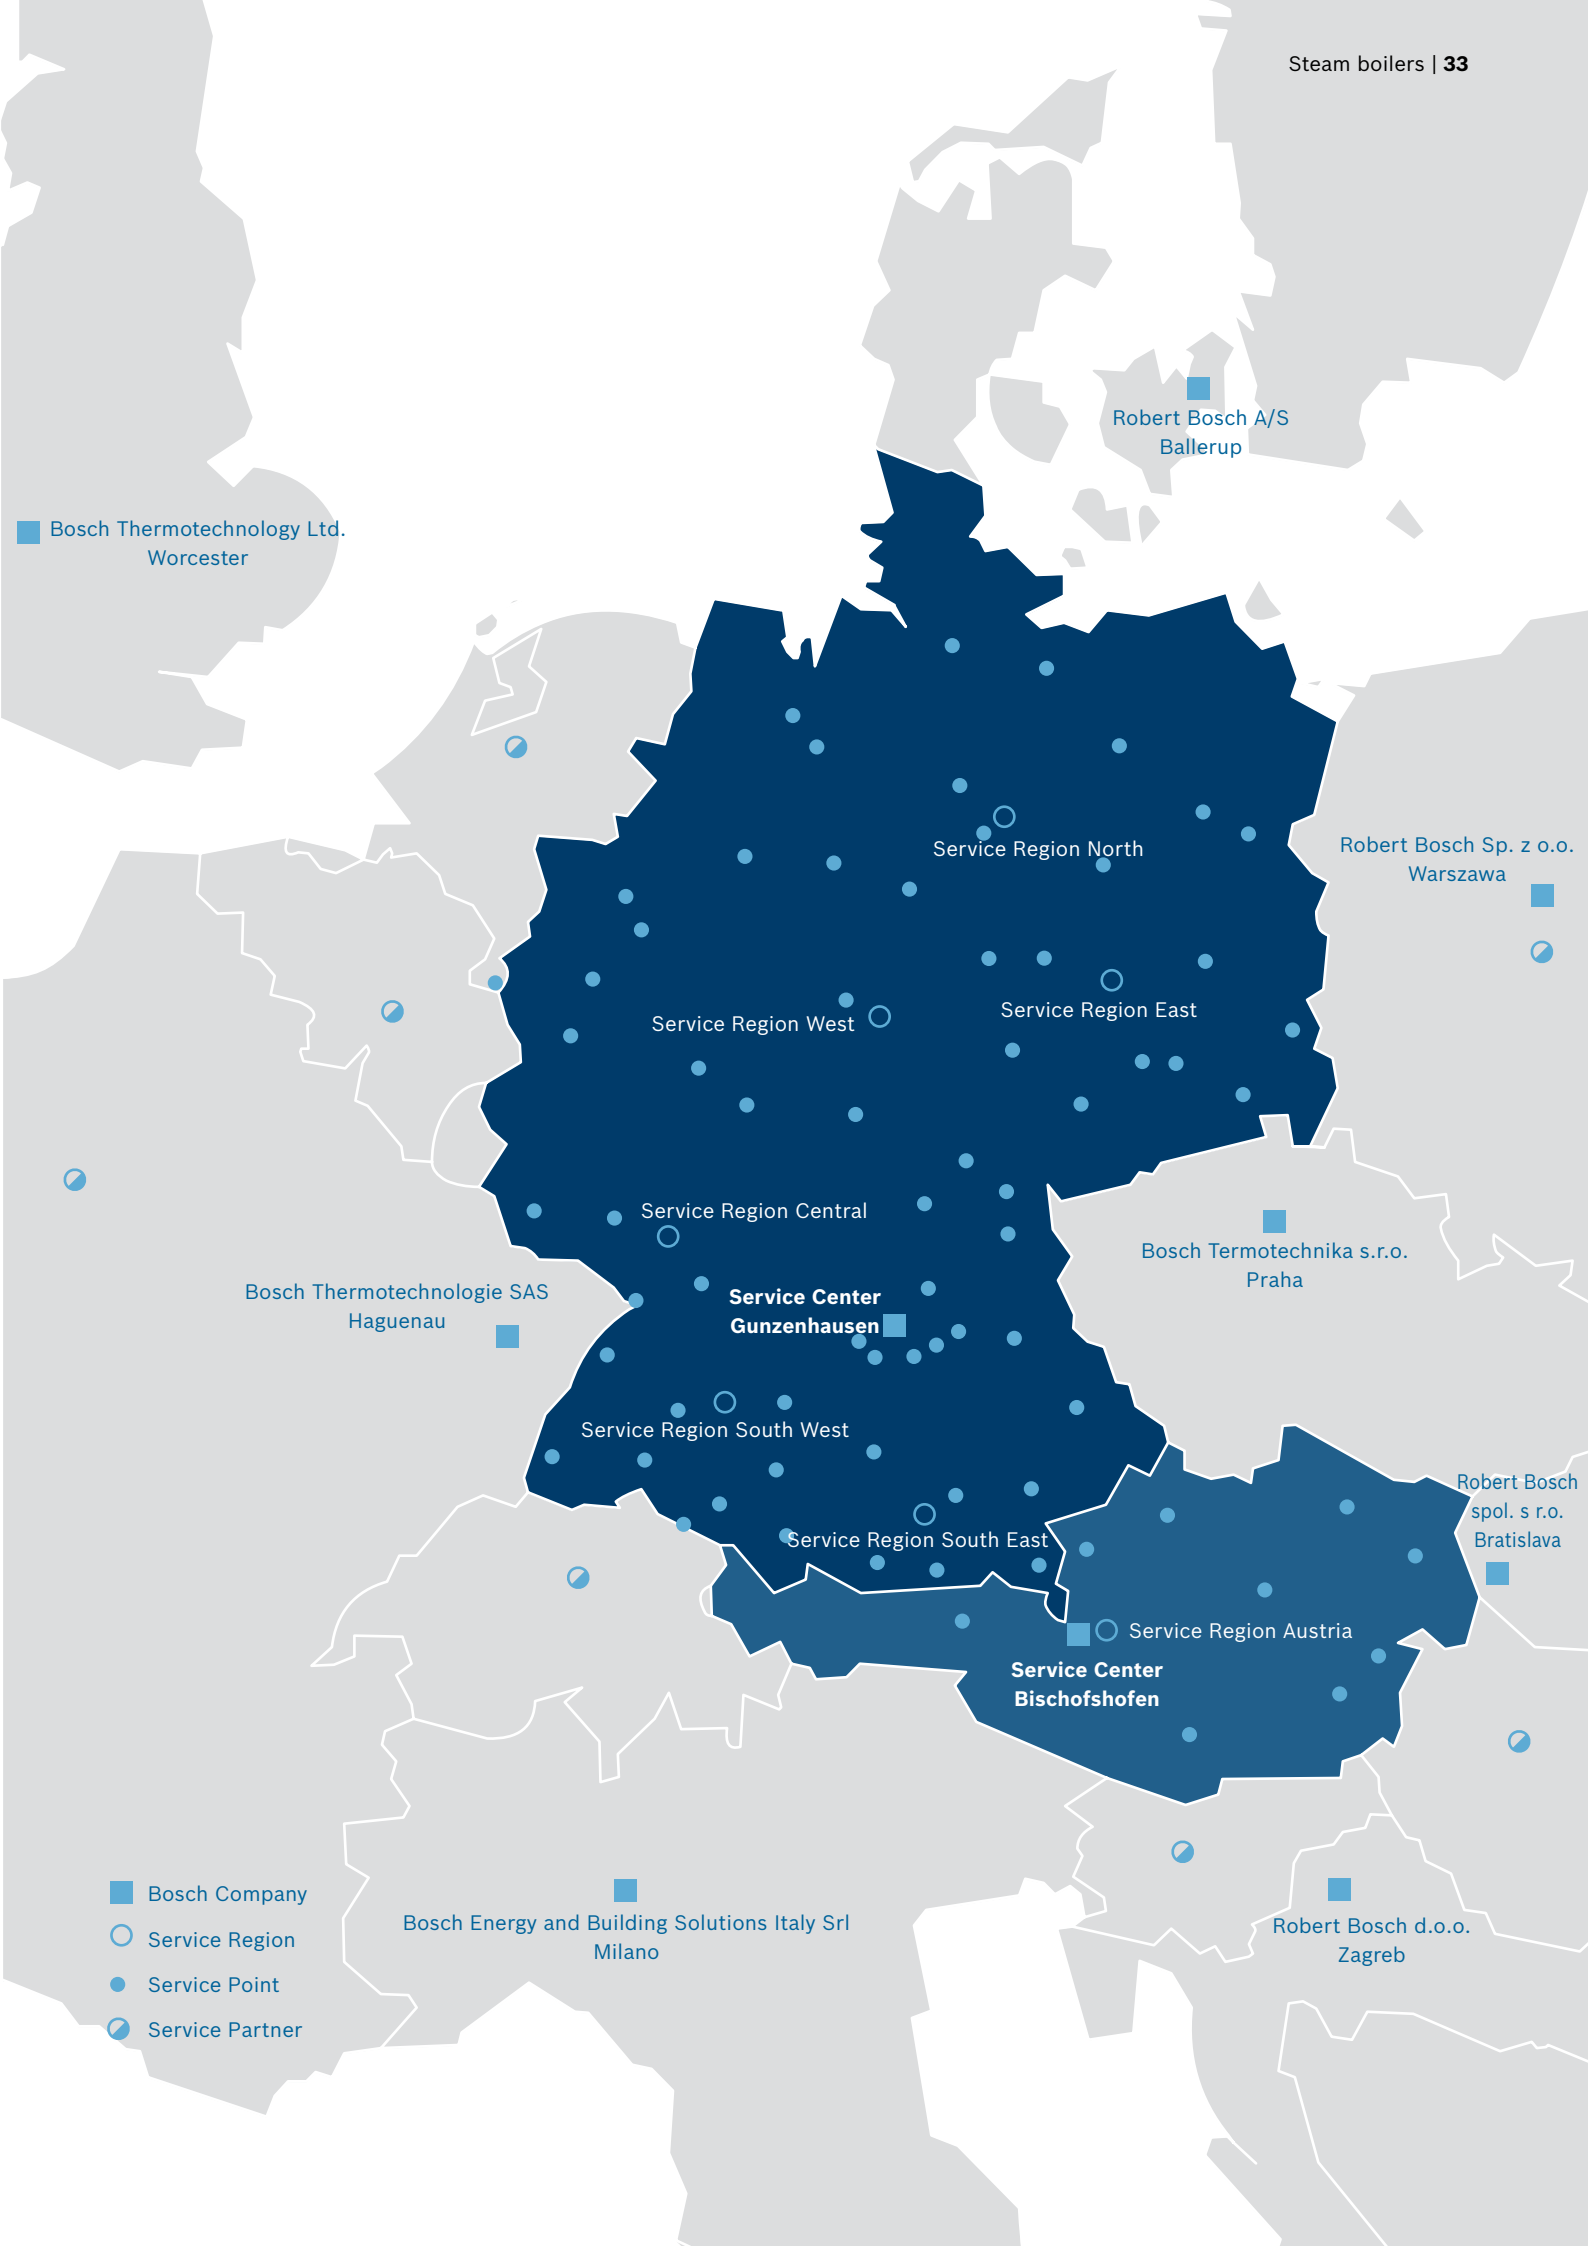 Steam boilers | 33
Robert Bosch A/S
Ballerup
Bosch Thermotechnology Ltd.
Worcester
Service Region North
Robert Bosch Sp. z o.o.
Warszawa
Service Region West
Service Region East
Service Region Central
Bosch Termotechnika s.r.o.
Praha
Bosch Thermotechnologie SAS
Haguenau
Service Center
Gunzenhausen
Service Region South West
Robert Bosch
spol. s r.o.
Bratislava
Service Region South East
Service Region Austria
Service Center
Bischofshofen
Bosch Company
Service Region
Service Point
Service Partner
Bosch Energy and Building Solutions Italy Srl
Milano
Robert Bosch d.o.o.
Zagreb